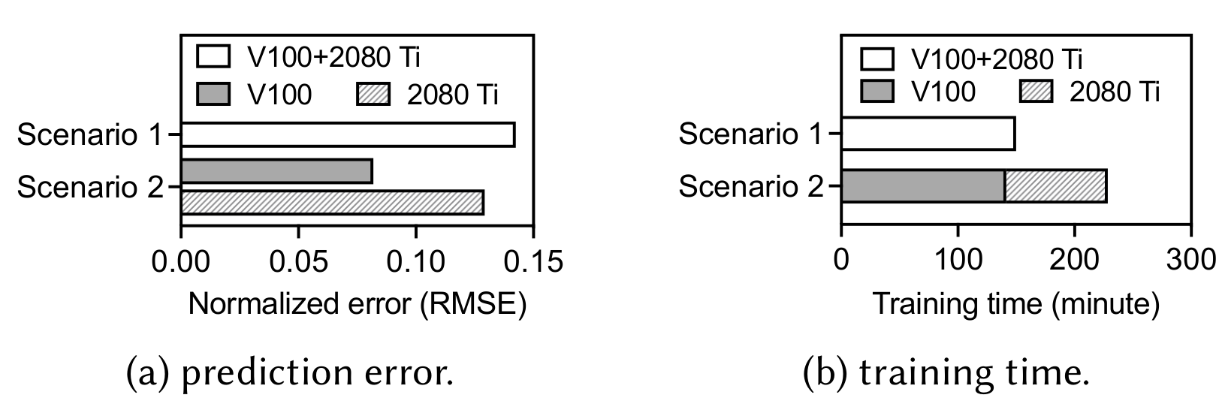 V100+2080 Ti
V100 2080 Ti
Scenario 1
Scenario 2
0.00 0.05 0.10 0.15
Normalized error (RMSE)
(a) prediction error.
V100+2080 Ti
V100 2080 Ti
Scenario 1
Scenario 2
0 100 200 300
Training time (minute)
(b) training time.